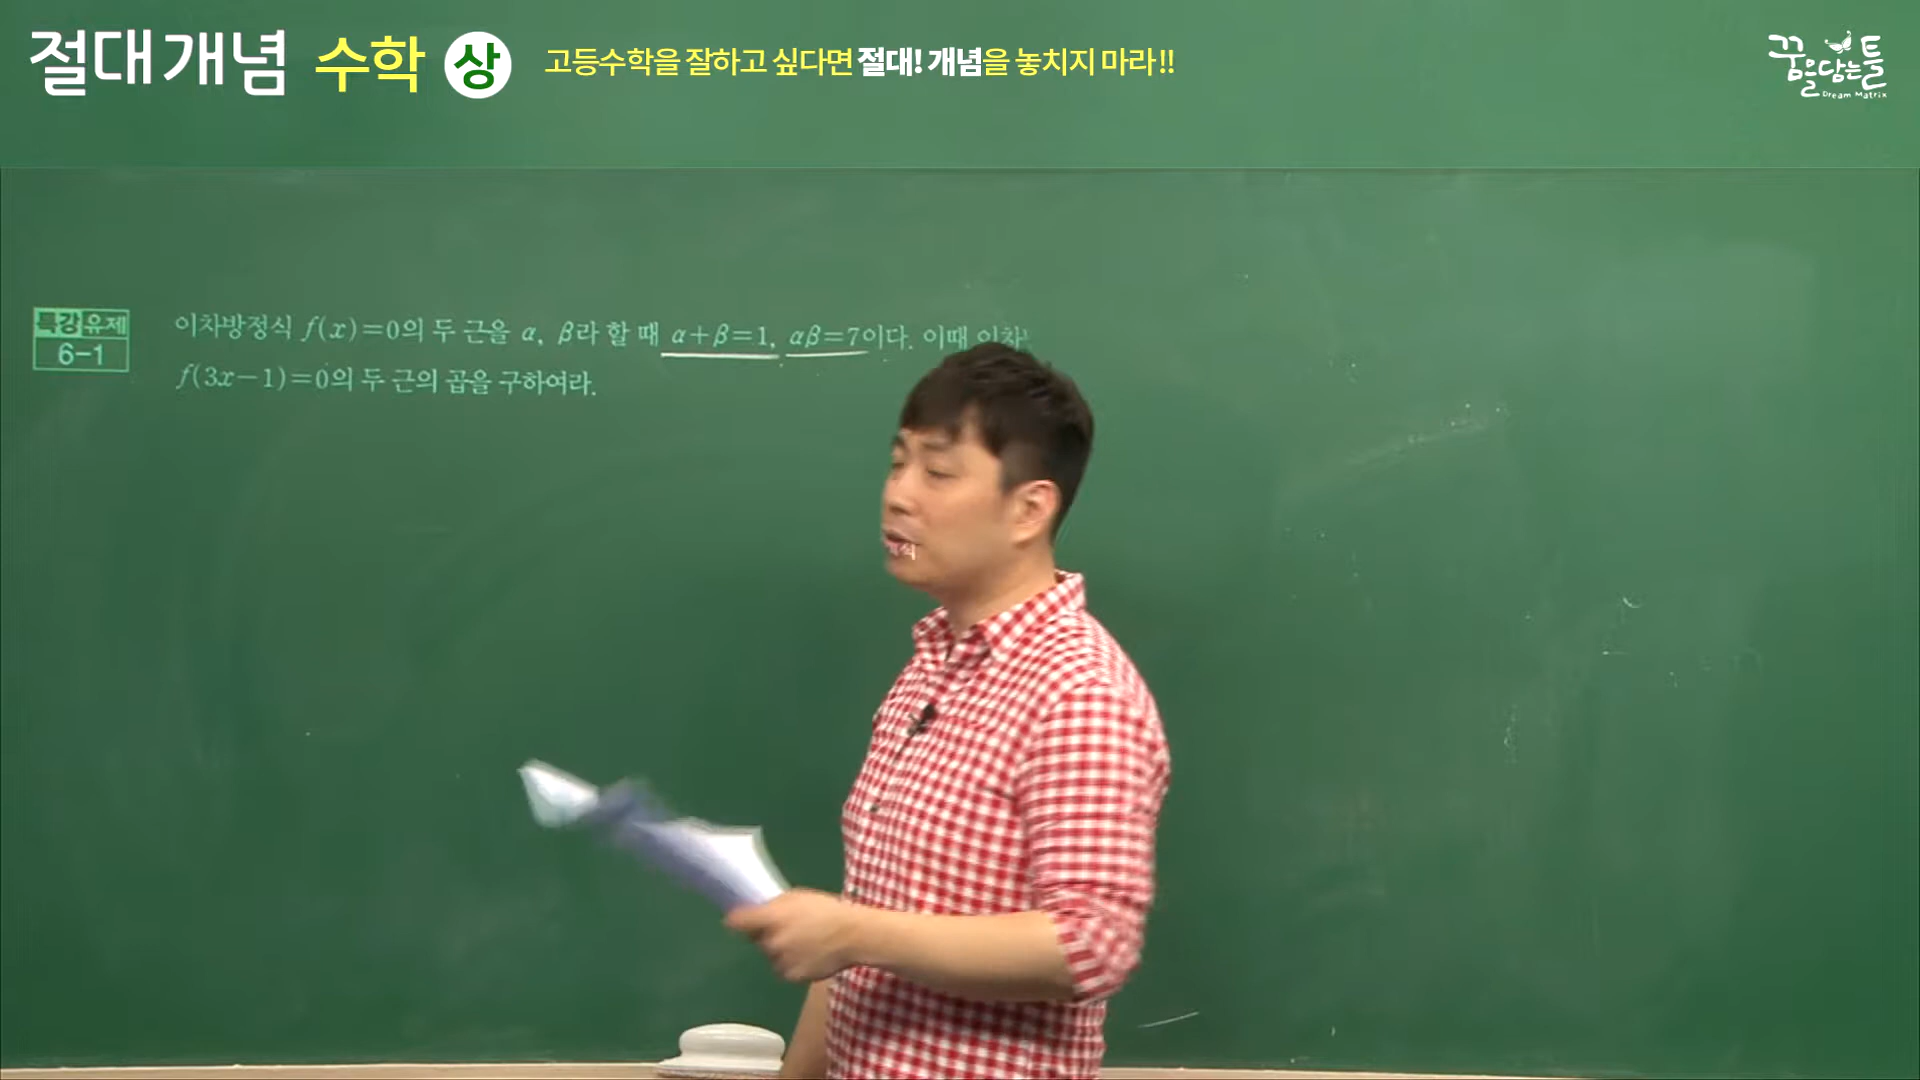 절대개념 수학 상 고등수학을 잘하고 싶다면 절대! 개념을 놓치지 마라!!
꿈을담는틀
Dream Matrix
특강 유제
6-1
이차방정식 f(x)=0의 두 근을 α, β라 할 때 α+β=1, αβ=7이다. 이때
f(3x-1)=0의 두 근의 곱을 구하여라.